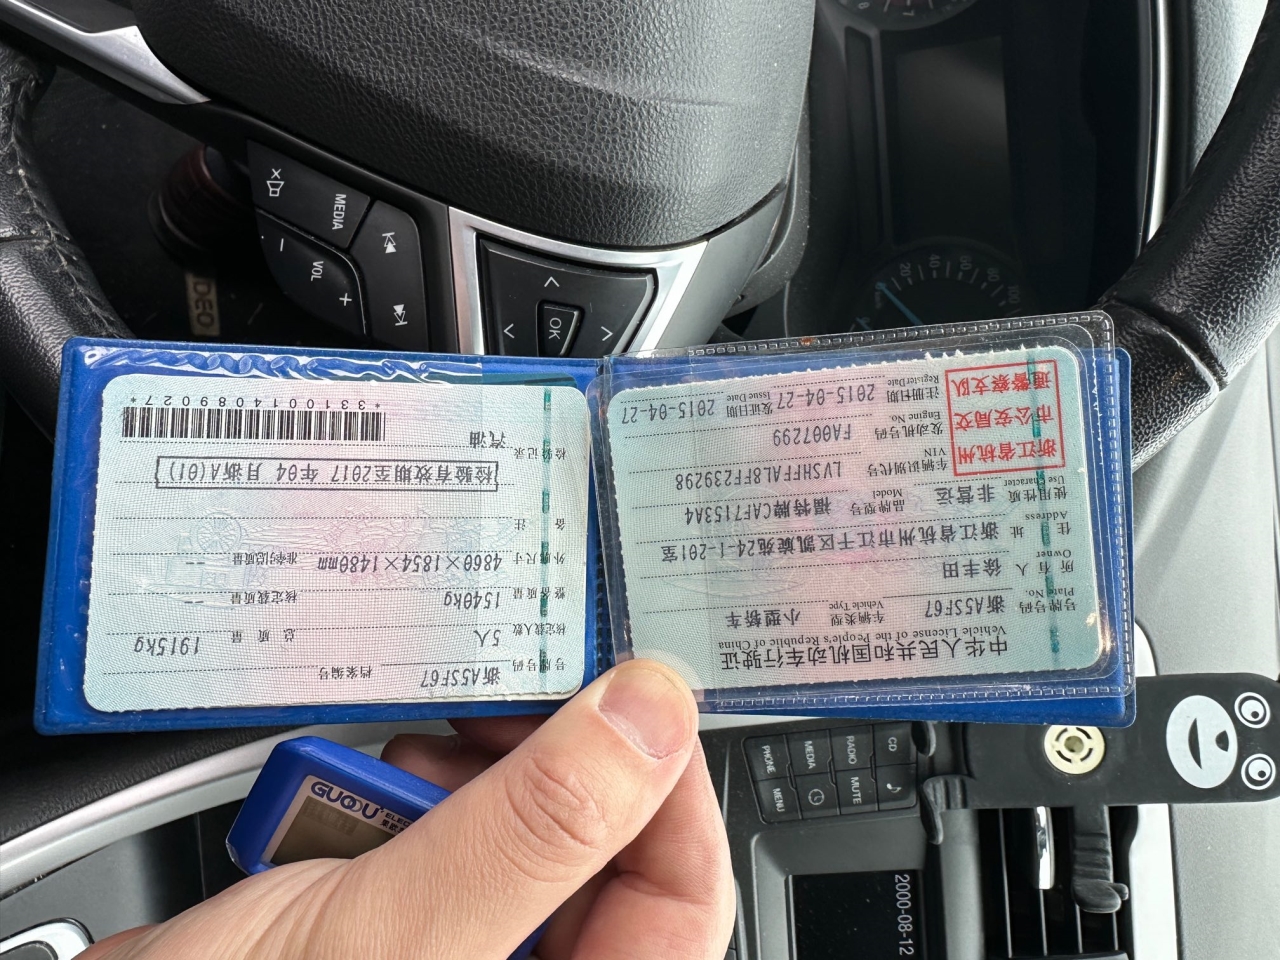 中华人民共和国机动车行驶证
Vehicle License of the People's Republic of China
号牌号码 浙A5SF67 车辆类型 小型轿车
Plate No. Vehicle Type
所有人 徐丰田
Owner
住址 浙江省杭州市江干区凯旋苑24-1-201室
Address
使用性质 非营运 品牌型号 福特牌CAF7153A4
Use Character Model
浙江省杭州
市公安局交
通警察支队
车辆识别代号 LVSHFFAL8FF239298
VIN
发动机号码 FA007299
Engine No.
注册日期 2015-04-27 发证日期 2015-04-27
Register Date Issue Date
号牌号码 浙A5SF67 档案编号
核定载人数 5人 总质量 1915kg
整备质量 1540kg 核定载质量 --
外廓尺寸 4860×1854×1480mm 准牵引总质量 --
备注
检验有效期至2017年04月浙A(01)
检验记录
汽油
*3310014089027*
MEDIA
VOL
− +
OK
20 40 60 80 100
GUOOU
ELEC
PHONE MEDIA RADIO CD
MENU MUTE
2000-08-12